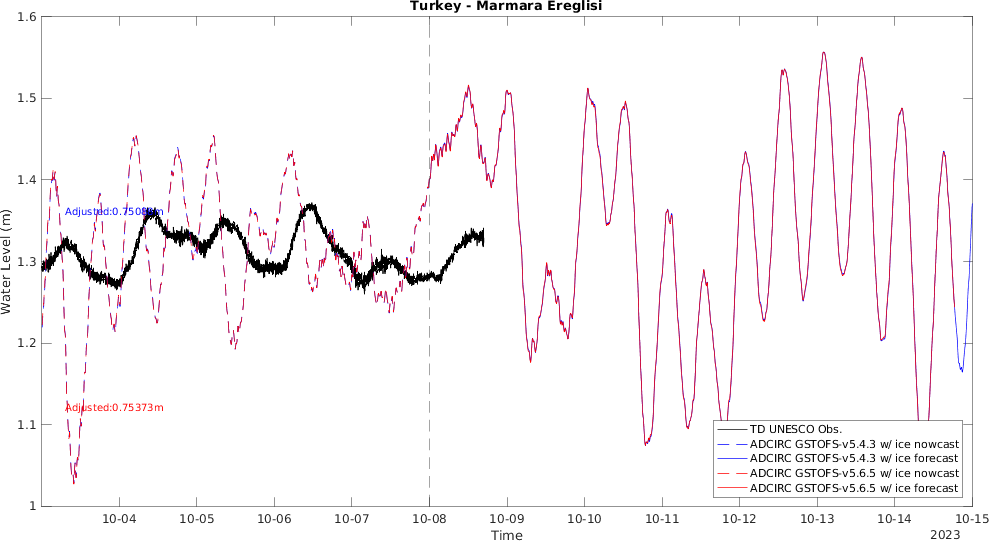 Turkey - Marmara Ereglisi
1.6
1.5
1.4
1.3
1.2
1.1
1
Water Level (m)
Adjusted:0.750
Adjusted:0.75373m
TD UNESCO Obs.
ADCIRC GSTOFS-v5.4.3 w/ ice nowcast
ADCIRC GSTOFS-v5.4.3 w/ ice forecast
ADCIRC GSTOFS-v5.6.5 w/ ice nowcast
ADCIRC GSTOFS-v5.6.5 w/ ice forecast
10-04 10-05 10-06 10-07 10-08 10-09 10-10 10-11 10-12 10-13 10-14 10-15
Time
2023